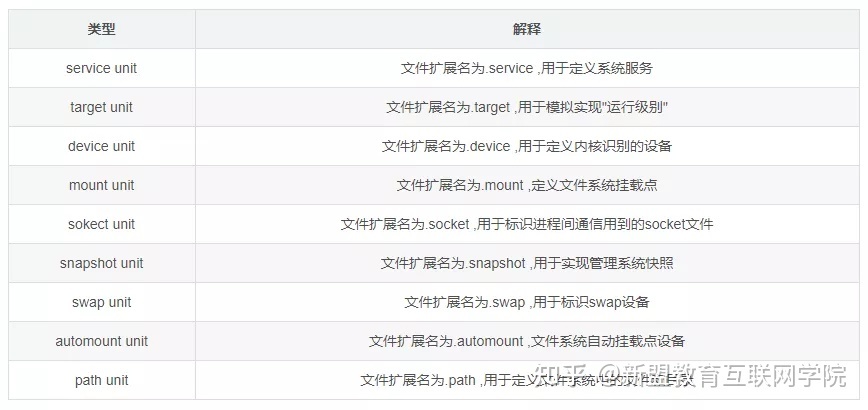 类型 解释
service unit 文件扩展名为.service ,用于定义系统服务
target unit 文件扩展名为.target ,用于模拟实现"运行级别"
device unit 文件扩展名为.device ,用于定义内核识别的设备
mount unit 文件扩展名为.mount ,定义文件系统挂载点
sokect unit 文件扩展名为.socket ,用于标识进程间通信用到的socket文件
snapshot unit 文件扩展名为.snapshot ,用于实现管理系统快照
swap unit 文件扩展名为.swap ,用于标识swap设备
automount unit 文件扩展名为.automount ,文件系统自动挂载点设备
path unit 文件扩展名为.path ,用于定义文件系统中的文件或目录
知乎 @新盟教育互联网学院